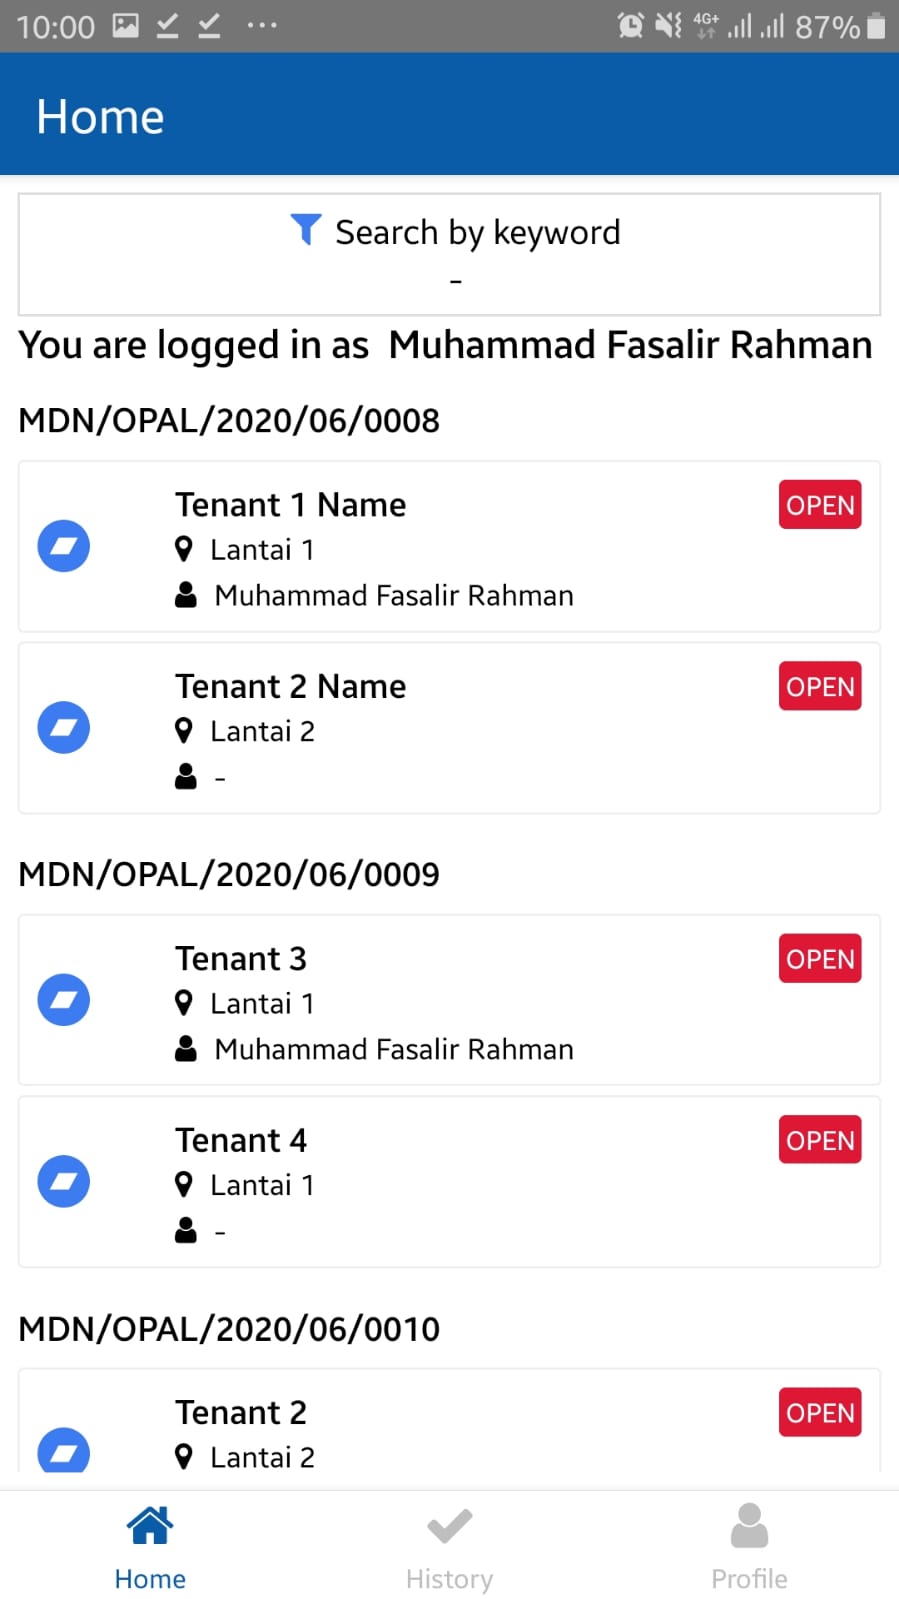 10:00 ... 4G+ 87%
Home
Search by keyword
-
You are logged in as Muhammad Fasalir Rahman
MDN/OPAL/2020/06/0008
Tenant 1 Name OPEN
Lantai 1
Muhammad Fasalir Rahman
Tenant 2 Name OPEN
Lantai 2
-
MDN/OPAL/2020/06/0009
Tenant 3 OPEN
Lantai 1
Muhammad Fasalir Rahman
Tenant 4 OPEN
Lantai 1
-
MDN/OPAL/2020/06/0010
Tenant 2 OPEN
Lantai 2
Home History Profile